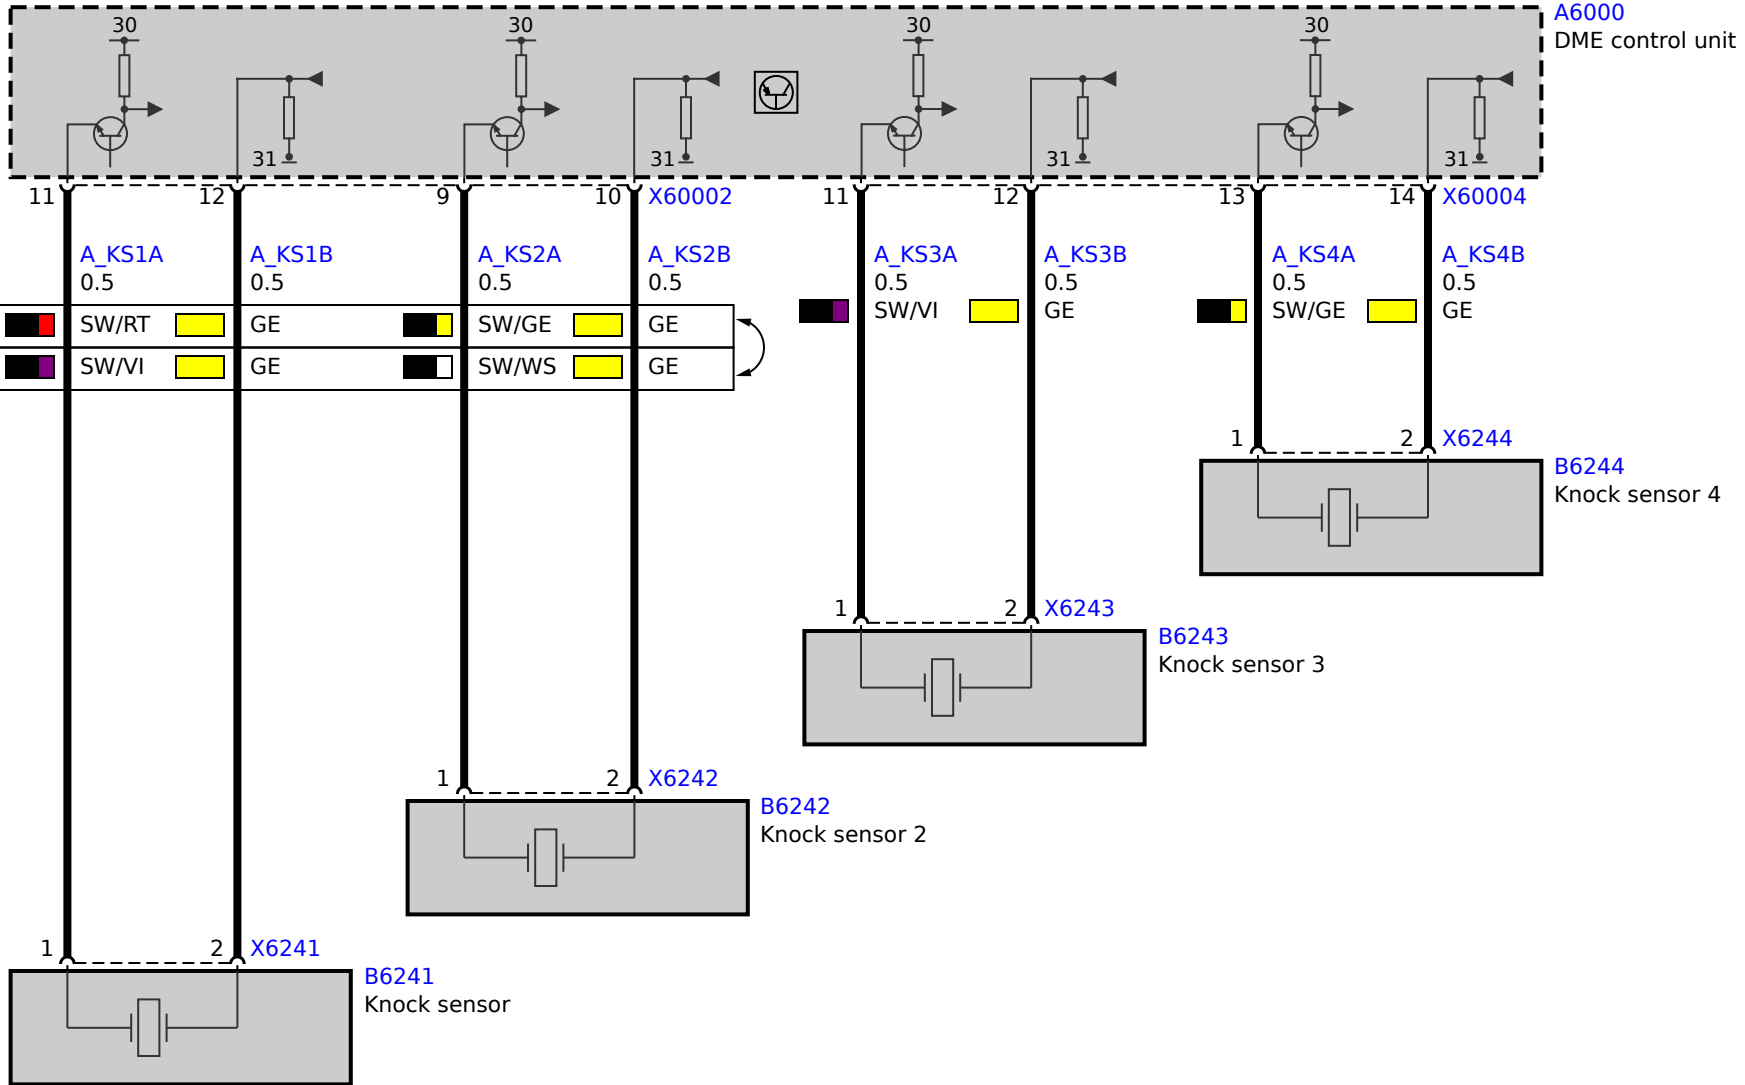 30 30 30 30
A6000
DME control unit
31 31 31 31
11 12 9 10 X60002 11 12 13 14 X60004
A_KS1A A_KS1B A_KS2A A_KS2B A_KS3A A_KS3B A_KS4A A_KS4B
0.5 0.5 0.5 0.5 0.5 0.5 0.5 0.5
SW/VI GE SW/GE GE
SW/RT GE SW/GE GE
SW/VI GE SW/WS GE
1 2 X6244
B6244
Knock sensor 4
1 2 X6243
B6243
Knock sensor 3
1 2 X6242
B6242
Knock sensor 2
1 2 X6241
B6241
Knock sensor